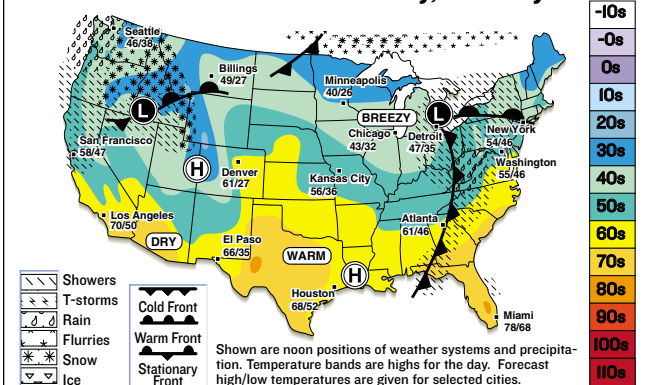 Seattle
46/38
Billings
49/27
Minneapolis
40/26
BREEZY
L
L
Chicago
43/32
Detroit
47/35
New York
54/46
Washington
55/46
San Francisco
58/47
H
Denver
61/27
Kansas City
56/36
Los Angeles
70/50
DRY
El Paso
66/35
WARM
Atlanta
61/46
H
Houston
68/52
Miami
78/68
Showers
T-storms
Rain
Flurries
Snow
Ice
Cold Front
Warm Front
Stationary
Front
Shown are noon positions of weather systems and precipita-
tion. Temperature bands are highs for the day. Forecast
high/low temperatures are given for selected cities.
-10s
-0s
0s
10s
20s
30s
40s
50s
60s
70s
80s
90s
100s
110s